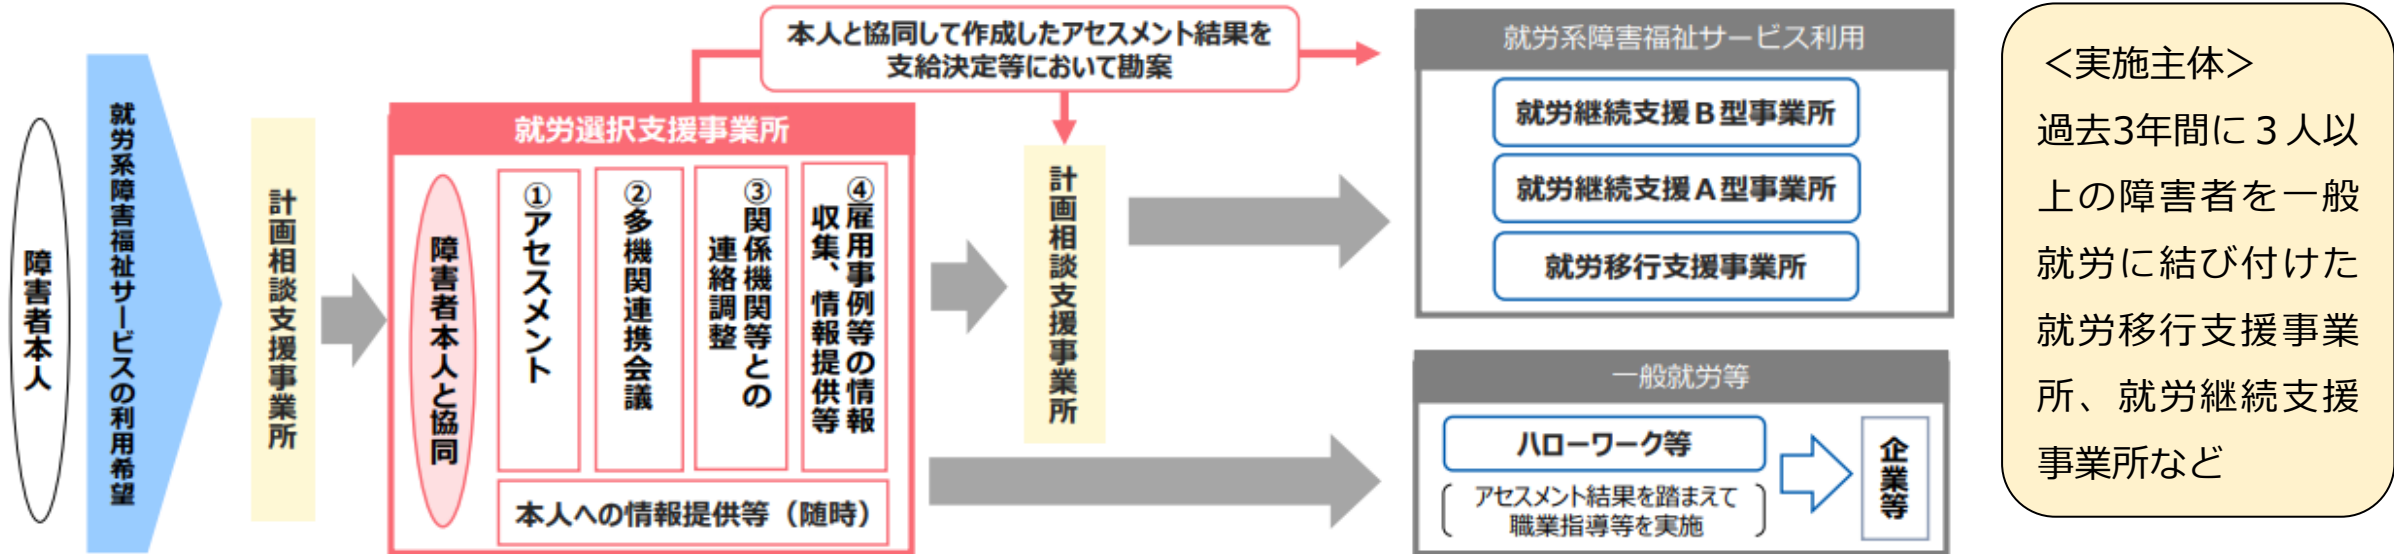 障害者本人
就労系障害福祉サービスの利用希望
計画相談支援事業所
就労選択支援事業所
障害者本人と協同
①アセスメント
②多機関連携会議
③関係機関等との
連絡調整
④雇用事例等の情報
収集、情報提供等
本人への情報提供等（随時）
本人と協同して作成したアセスメント結果を
支給決定等において勘案
計画相談支援事業所
就労系障害福祉サービス利用
就労継続支援Ｂ型事業所
就労継続支援Ａ型事業所
就労移行支援事業所
一般就労等
ハローワーク等
アセスメント結果を踏まえて
職業指導等を実施
企業等
＜実施主体＞
過去3年間に３人以
上の障害者を一般
就労に結び付けた
就労移行支援事業
所、就労継続支援
事業所など